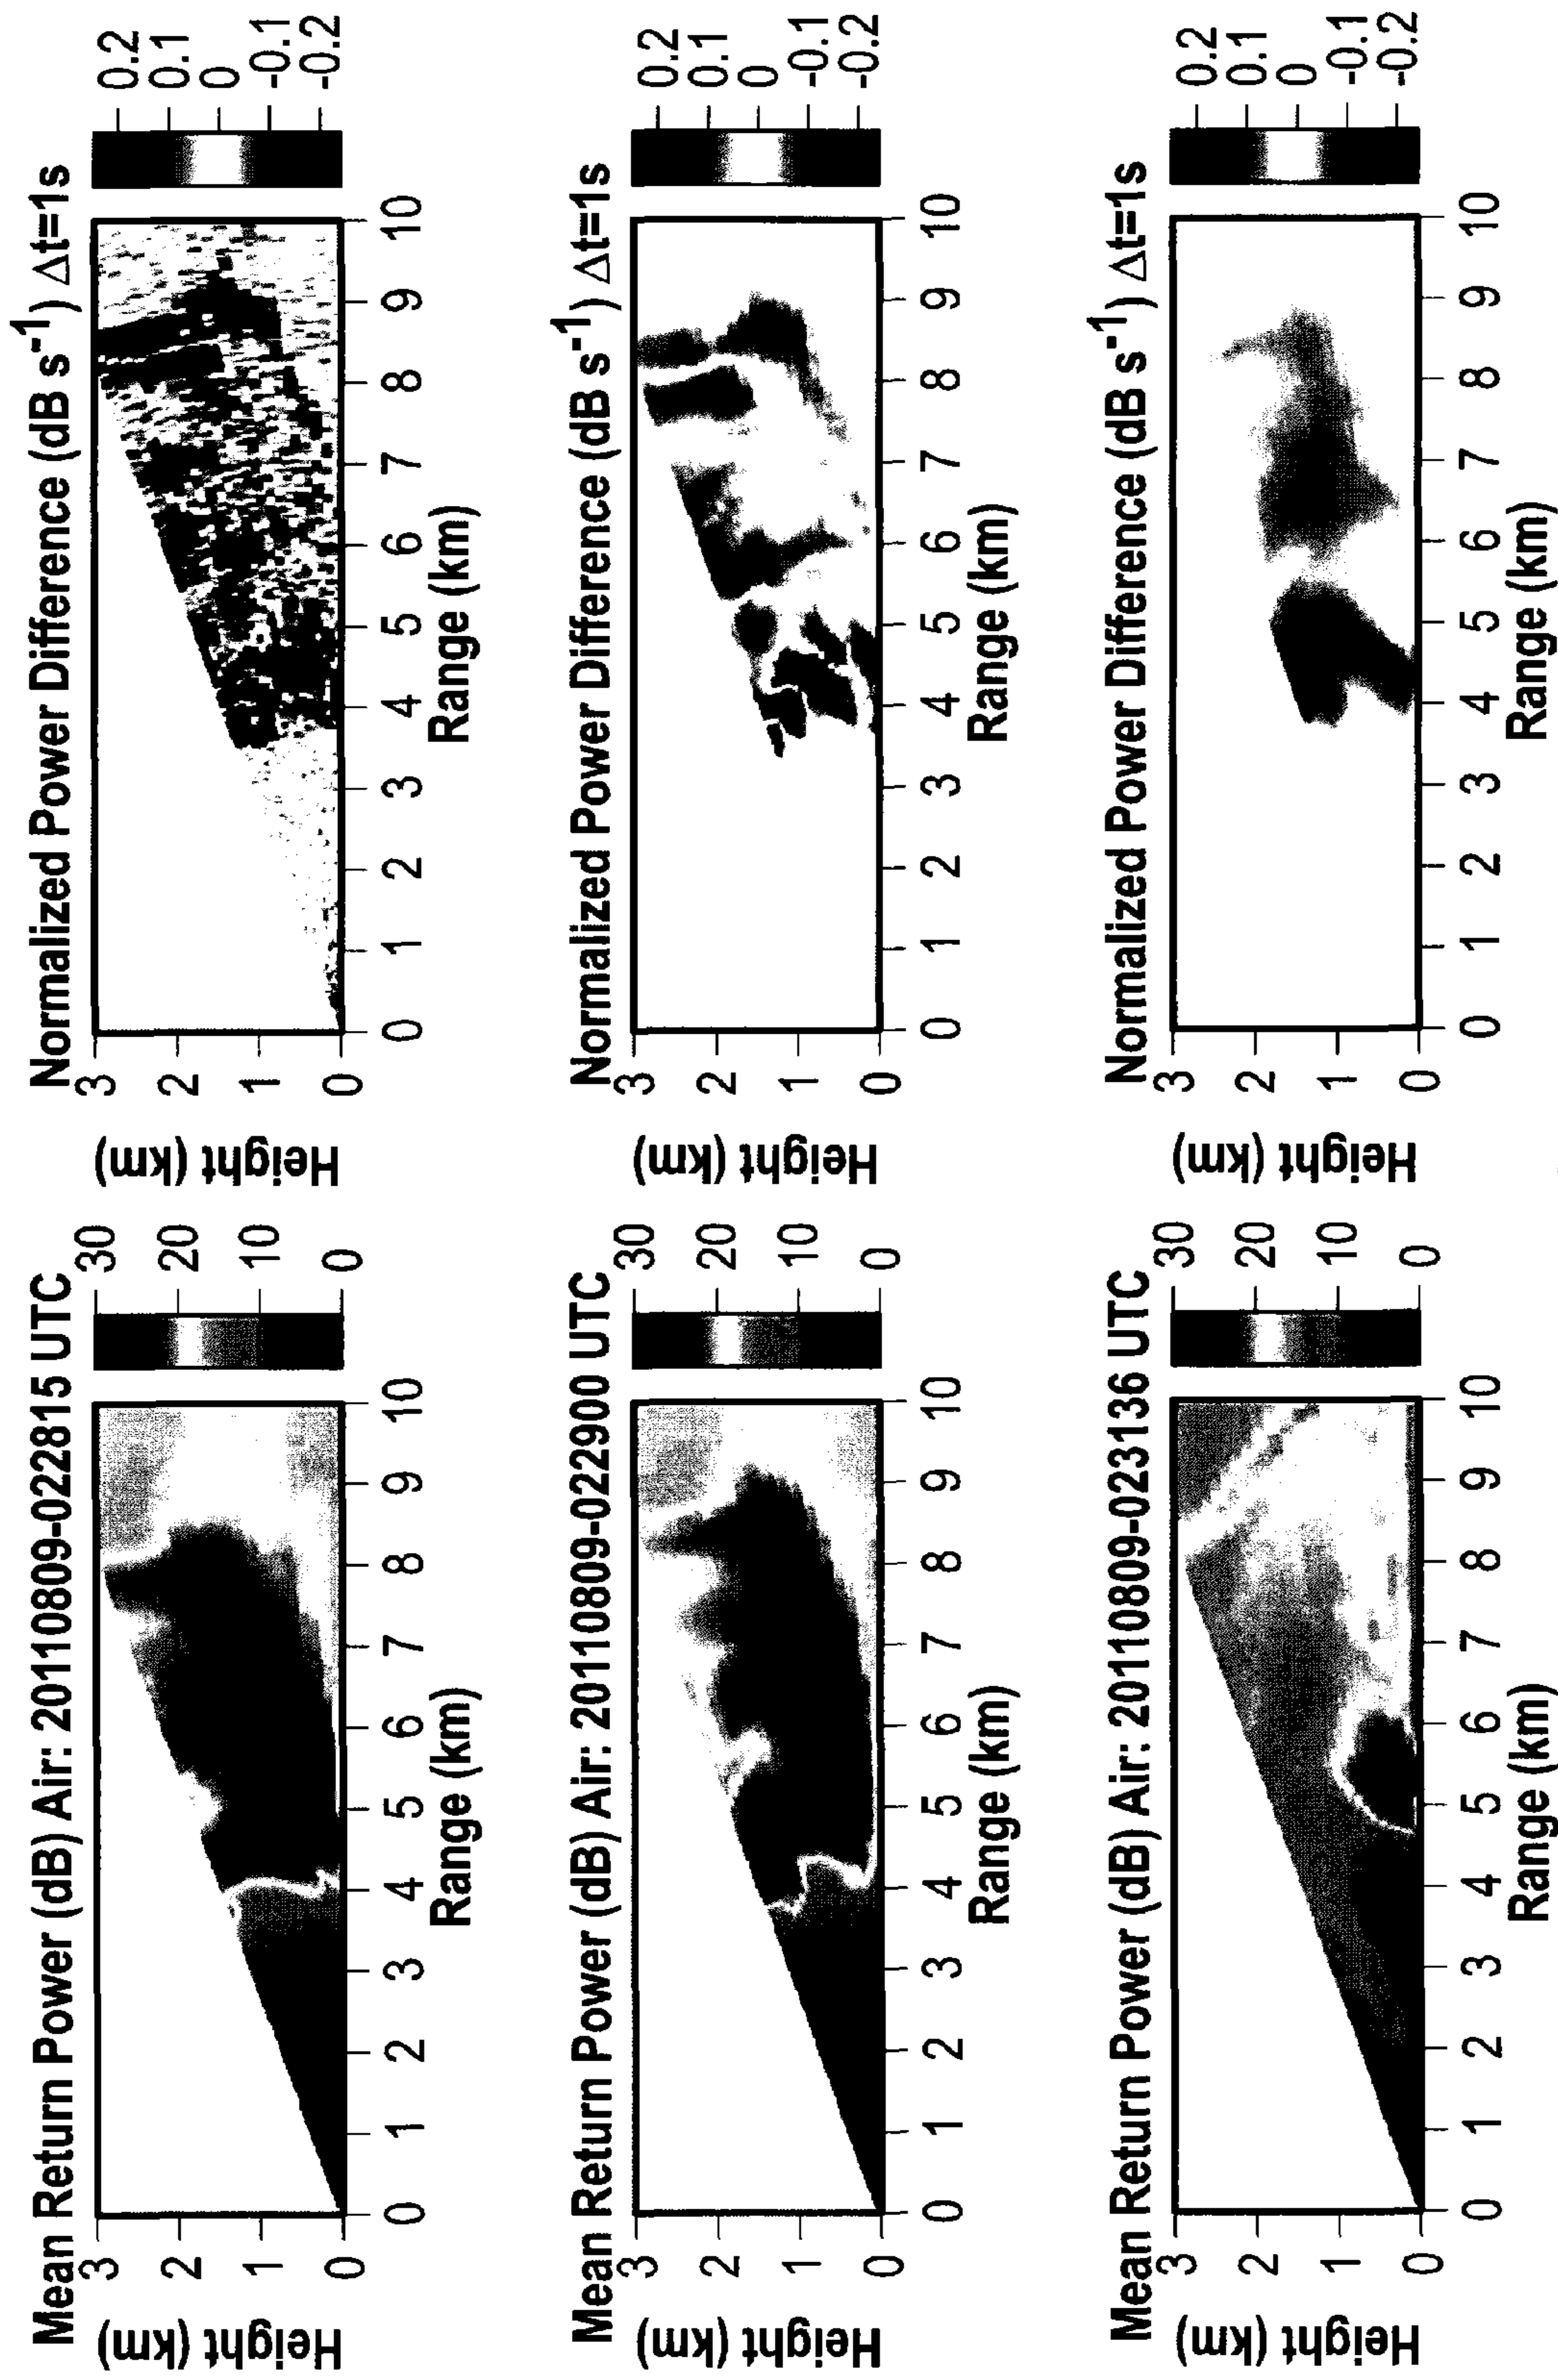 Mean Return Power (dB) Air: 20110809-022815 UTC
Height (km)
3
2
1
0
0 1 2 3 4 5 6 7 8 9 10
Range (km)
30
20
10
0
Normalized Power Difference (dB s⁻¹) Δt=1s
Height (km)
3
2
1
0
0 1 2 3 4 5 6 7 8 9 10
Range (km)
0.2
0.1
0
-0.1
-0.2
Mean Return Power (dB) Air: 20110809-022900 UTC
Height (km)
3
2
1
0
0 1 2 3 4 5 6 7 8 9 10
Range (km)
30
20
10
0
Normalized Power Difference (dB s⁻¹) Δt=1s
Height (km)
3
2
1
0
0 1 2 3 4 5 6 7 8 9 10
Range (km)
0.2
0.1
0
-0.1
-0.2
Mean Return Power (dB) Air: 20110809-023136 UTC
Height (km)
3
2
1
0
0 1 2 3 4 5 6 7 8 9 10
Range (km)
30
20
10
0
Normalized Power Difference (dB s⁻¹) Δt=1s
Height (km)
3
2
1
0
0 1 2 3 4 5 6 7 8 9 10
Range (km)
0.2
0.1
0
-0.1
-0.2